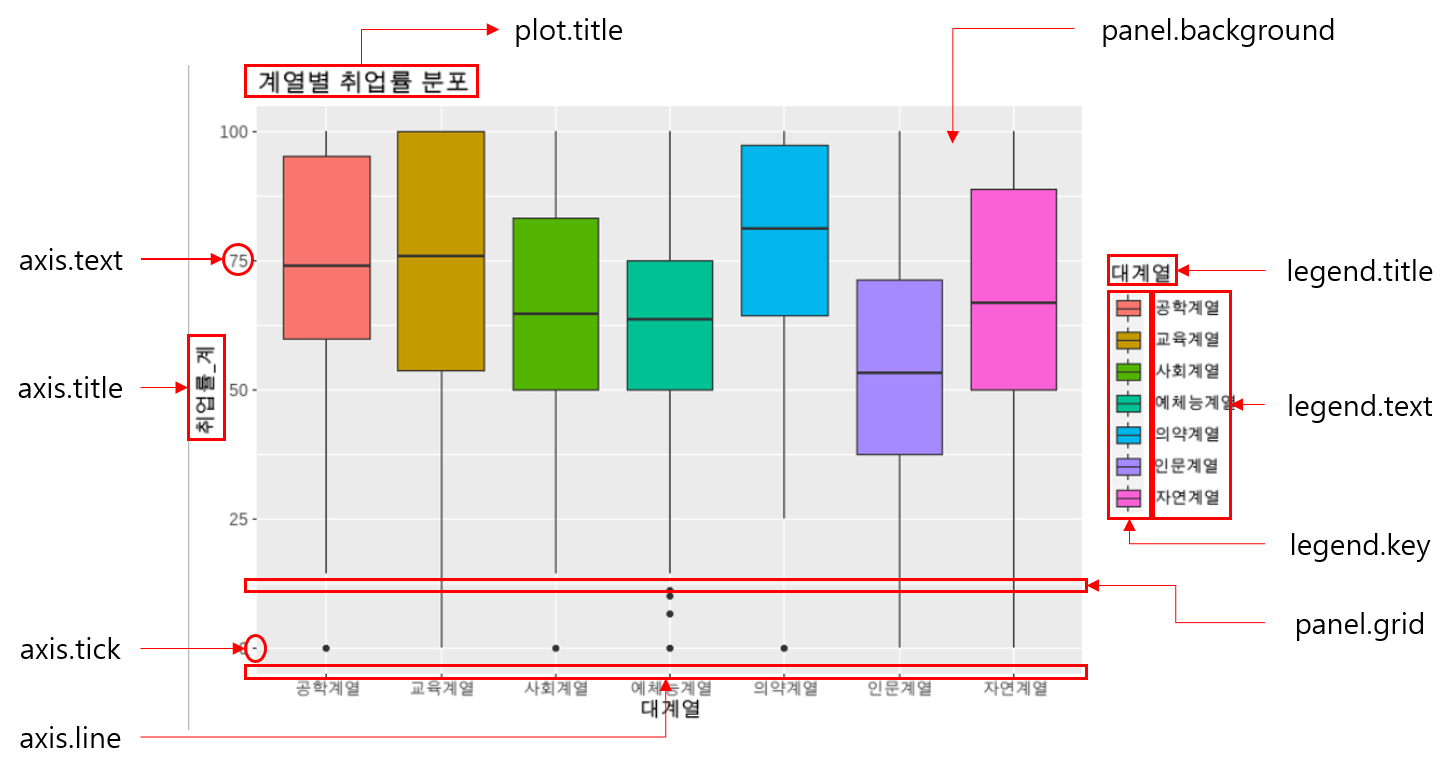 plot.title
panel.background
계열별 취업률 분포
100
75
50
25
0
axis.text
axis.title
취업률_계
axis.tick
axis.line
공학계열
교육계열
사회계열
예체능계열
의약계열
인문계열
자연계열
대계열
대계열
공학계열
교육계열
사회계열
예체능계열
의약계열
인문계열
자연계열
legend.title
legend.text
legend.key
panel.grid